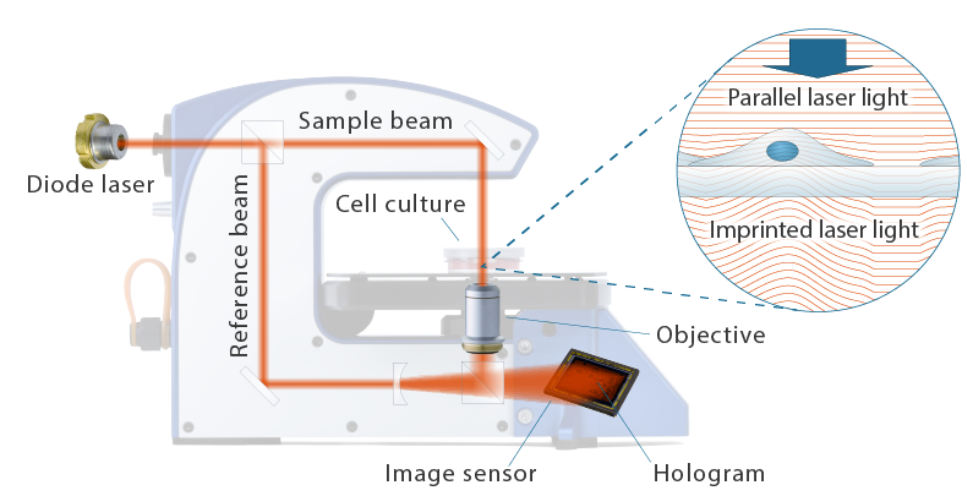 Sample beam
Parallel laser light
Diode laser
Cell culture
Reference beam
Imprinted laser light
Objective
Image sensor
Hologram